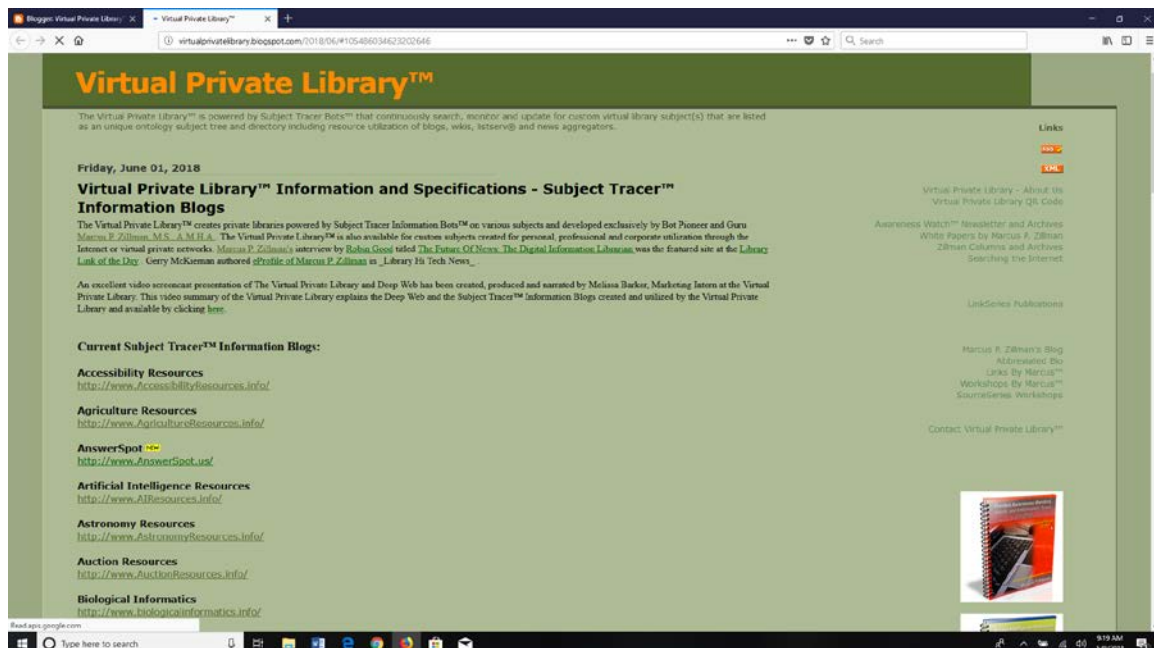 Blogger: Virtual Private Library
Virtual Private Library™
virtualprivatelibrary.blogspot.com/2018/06/#105486034623202646
Search
Virtual Private Library™
The Virtual Private Library™ is powered by Subject Tracer Bots™ that continuously search, monitor and update for custom virtual library subject(s) that are listed
as an unique ontology subject tree and directory including resource utilization of blogs, wikis, listserv® and news aggregators.
Friday, June 01, 2018
Virtual Private Library™ Information and Specifications - Subject Tracer™
Information Blogs
The Virtual Private Library™ creates private libraries powered by Subject Tracer Information Bots™ on various subjects and developed exclusively by Bot Pioneer and Guru
Marcus P. Zillman, M.S., A.M.H.A.. The Virtual Private Library™ is also available for custom subjects created for personal, professional and corporate utilization through the
Internet or virtual private networks. Marcus P. Zillman's interview by Robin Good titled The Future Of News: The Digital Information Librarian was the featured site at the Library
Link of the Day. Gerry McKiernan authored eProfile of Marcus P. Zillman in _Library Hi Tech News_.
An excellent video screencast presentation of The Virtual Private Library and Deep Web has been created, produced and narrated by Melissa Barker, Marketing Intern at the Virtual
Private Library. This video summary of the Virtual Private Library explains the Deep Web and the Subject Tracer™ Information Blogs created and utilized by the Virtual Private
Library and available by clicking here.
Current Subject Tracer™ Information Blogs:
Accessibility Resources
http://www.AccessibilityResources.info/
Agriculture Resources
http://www.AgricultureResources.info/
AnswerSpot NEW
http://www.AnswerSpot.us/
Artificial Intelligence Resources
http://www.AIResources.info/
Astronomy Resources
http://www.AstronomyResources.info/
Auction Resources
http://www.AuctionResources.info/
Biological Informatics
http://www.biologicalinformatics.info/
Links
RSS
XML
Virtual Private Library - About Us
Virtual Private Library QR Code
Awareness Watch™ Newsletter and Archives
White Papers by Marcus P. Zillman
Zillman Columns and Archives
Searching the Internet
LinkSeries Publications
Marcus P. Zillman's Blog
Abbreviated Bio
Links By Marcus™
Workshops By Marcus™
SourceSeries Workshops
Contact Virtual Private Library™
Read apis.google.com
Type here to search
9:19 AM